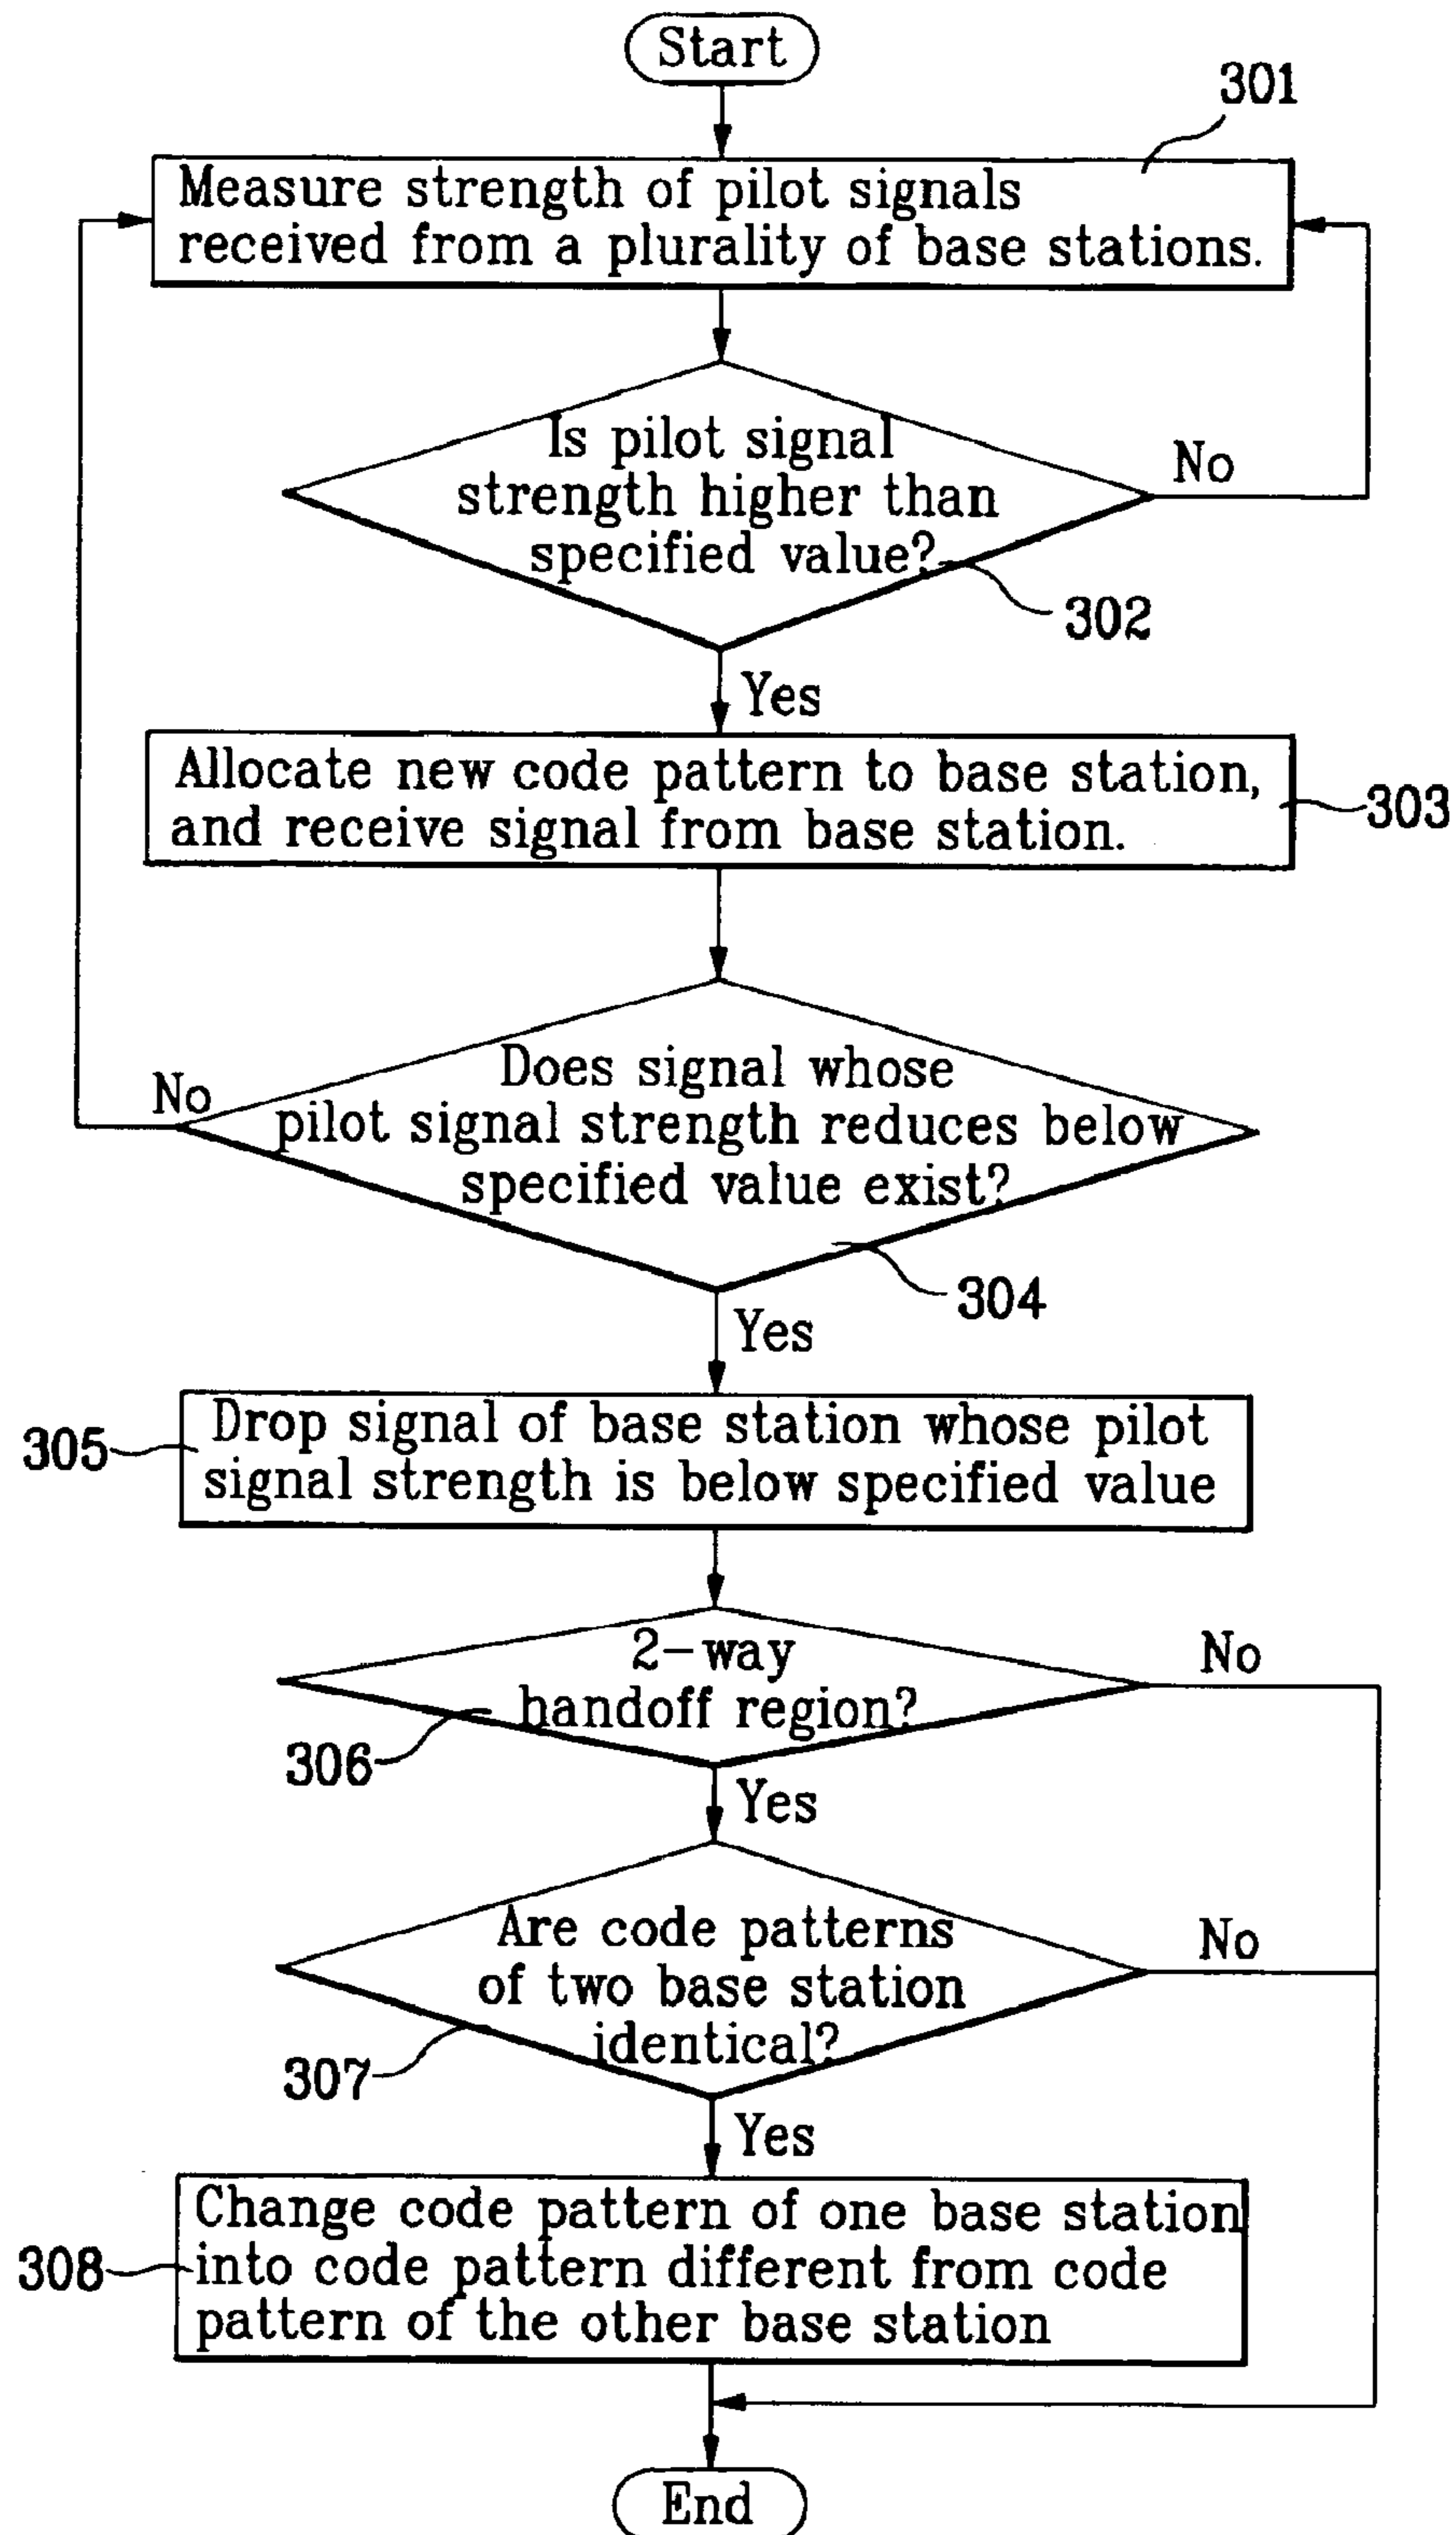 Start
301
Measure strength of pilot signals
received from a plurality of base stations.
Is pilot signal
strength higher than
specified value?
No
302
Yes
Allocate new code pattern to base station,
and receive signal from base station.
303
Does signal whose
pilot signal strength reduces below
specified value exist?
No
304
Yes
Drop signal of base station whose pilot
signal strength is below specified value
305
2-way
handoff region?
No
306
Yes
Are code patterns
of two base station
identical?
No
307
Yes
Change code pattern of one base station
into code pattern different from code
pattern of the other base station
308
End